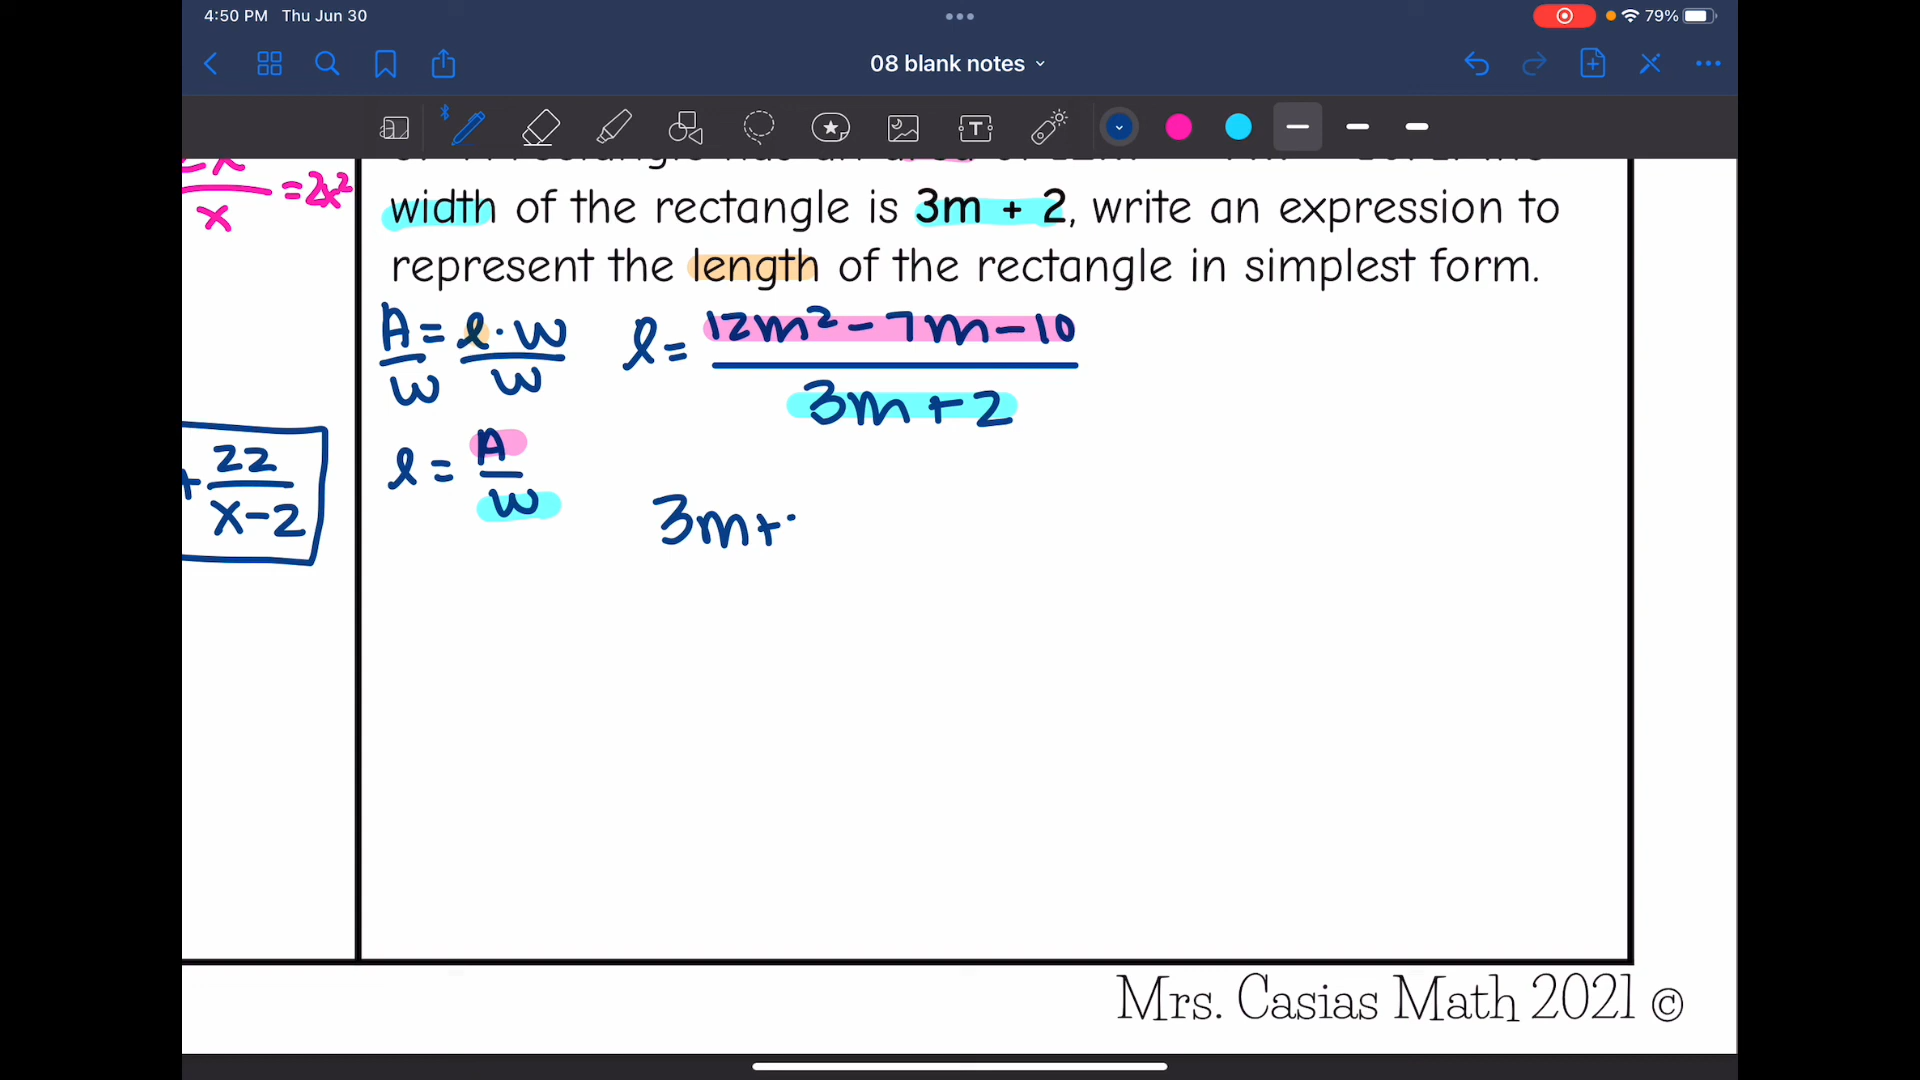 4:50 PM Thu Jun 30
79%
08 blank notes
width of the rectangle is 3m + 2, write an expression to
represent the length of the rectangle in simplest form.
x
= 2x²
A/w = l · w/w
l = 12m² - 7m - 10
3m + 2
l = A/w
+ 22
x - 2
3m+
Mrs. Casias Math 2021 ©